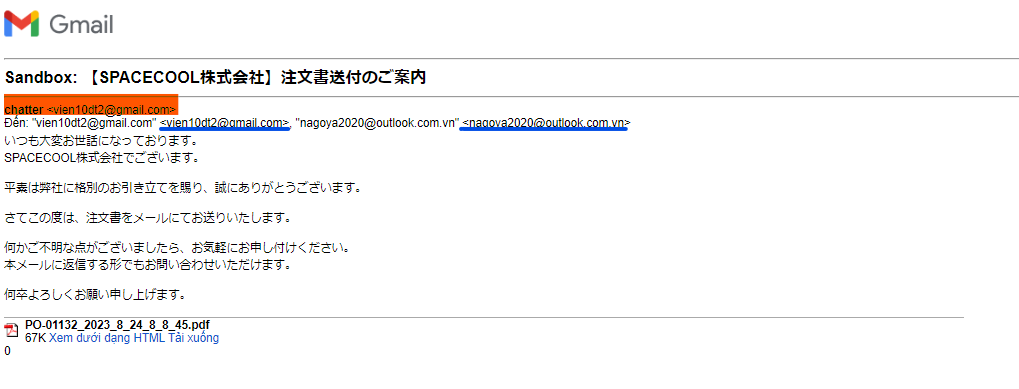 Gmail
Sandbox: 【SPACECOOL株式会社】注文書送付のご案内
chatter <vien10dt2@gmail.com>
Đến: "vien10dt2@gmail.com" <vien10dt2@gmail.com>, "nagoya2020@outlook.com.vn" <nagoya2020@outlook.com.vn>
いつも大変お世話になっております。
SPACECOOL株式会社でございます。
平素は弊社に格別のお引き立てを賜り、誠にありがとうございます。
さてこの度は、注文書をメールにてお送りいたします。
何かご不明な点がございましたら、お気軽にお申し付けください。
本メールに返信する形でもお問い合わせいただけます。
何卒よろしくお願い申し上げます。
PO-01132_2023_8_24_8_8_45.pdf
67K Xem dưới dạng HTML Tải xuống
0